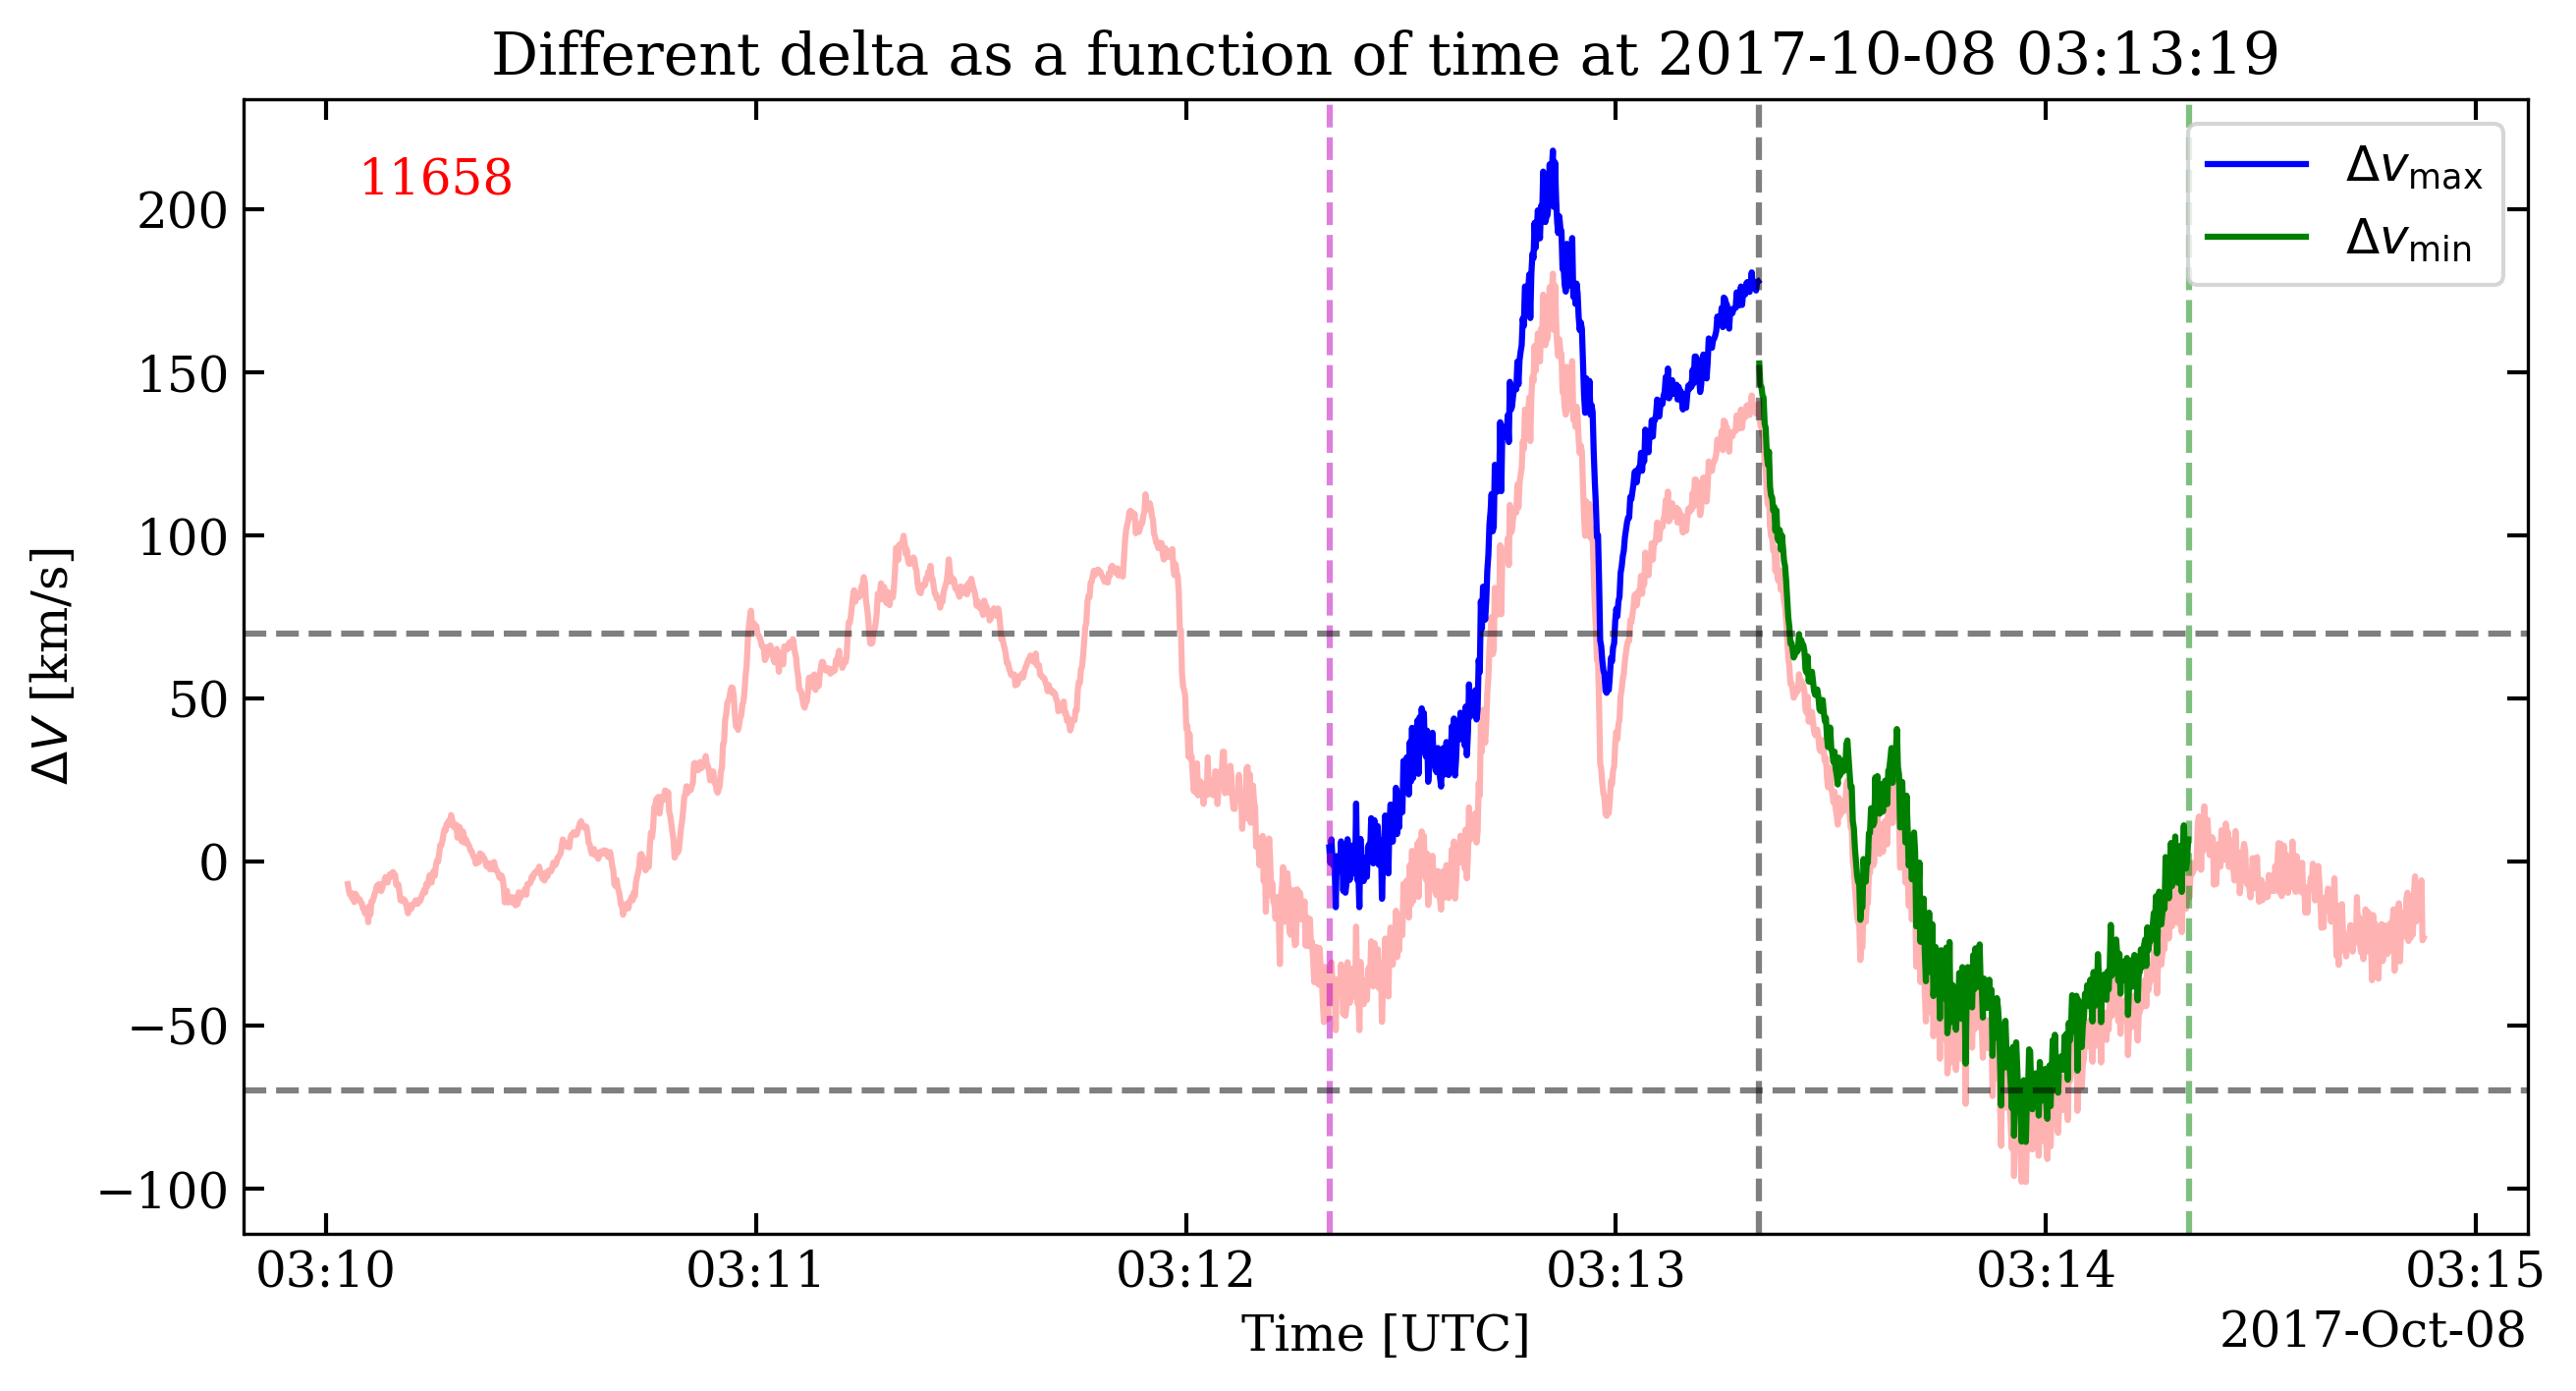 Different delta as a function of time at 2017-10-08 03:13:19
11658
Δv_max
Δv_min
ΔV [km/s]
200
150
100
50
0
−50
−100
03:10 03:11 03:12 03:13 03:14 03:15
Time [UTC]
2017-Oct-08